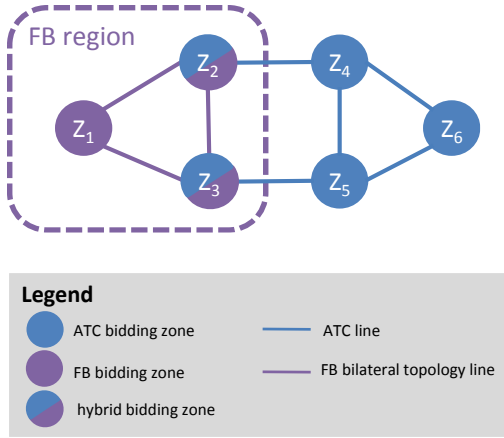 FB region
Z2
Z4
Z1
Z6
Z3
Z5
Legend
ATC bidding zone
ATC line
FB bidding zone
FB bilateral topology line
hybrid bidding zone